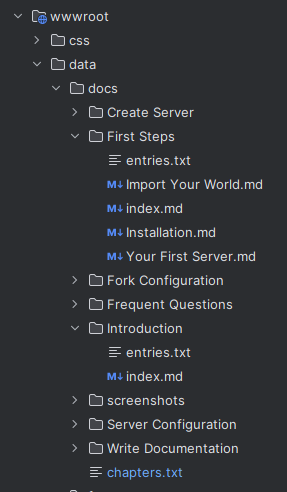 wwwroot
css
data
docs
Create Server
First Steps
entries.txt
M↓ Import Your World.md
M↓ index.md
M↓ Installation.md
M↓ Your First Server.md
Fork Configuration
Frequent Questions
Introduction
entries.txt
M↓ index.md
screenshots
Server Configuration
Write Documentation
chapters.txt